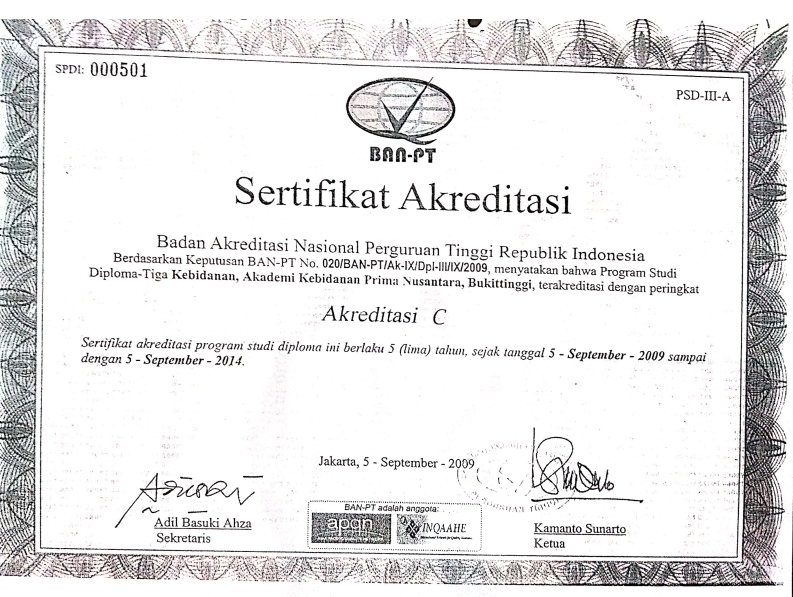 SPDI: 000501
PSD-III-A
BAN-PT
Sertifikat Akreditasi
Badan Akreditasi Nasional Perguruan Tinggi Republik Indonesia
Berdasarkan Keputusan BAN-PT No. 020/BAN-PT/Ak-IX/Dpl-III/IX/2009, menyatakan bahwa Program Studi
Diploma-Tiga Kebidanan, Akademi Kebidanan Prima Nusantara, Bukittinggi, terakreditasi dengan peringkat
Akreditasi C
Sertifikat akreditasi program studi diploma ini berlaku 5 (lima) tahun, sejak tanggal 5 - September - 2009 sampai
dengan 5 - September - 2014.
Jakarta, 5 - September - 2009
Adil Basuki Ahza
Sekretaris
BAN-PT adalah anggota:
apqn
INQAAHE
Kamanto Sunarto
Ketua